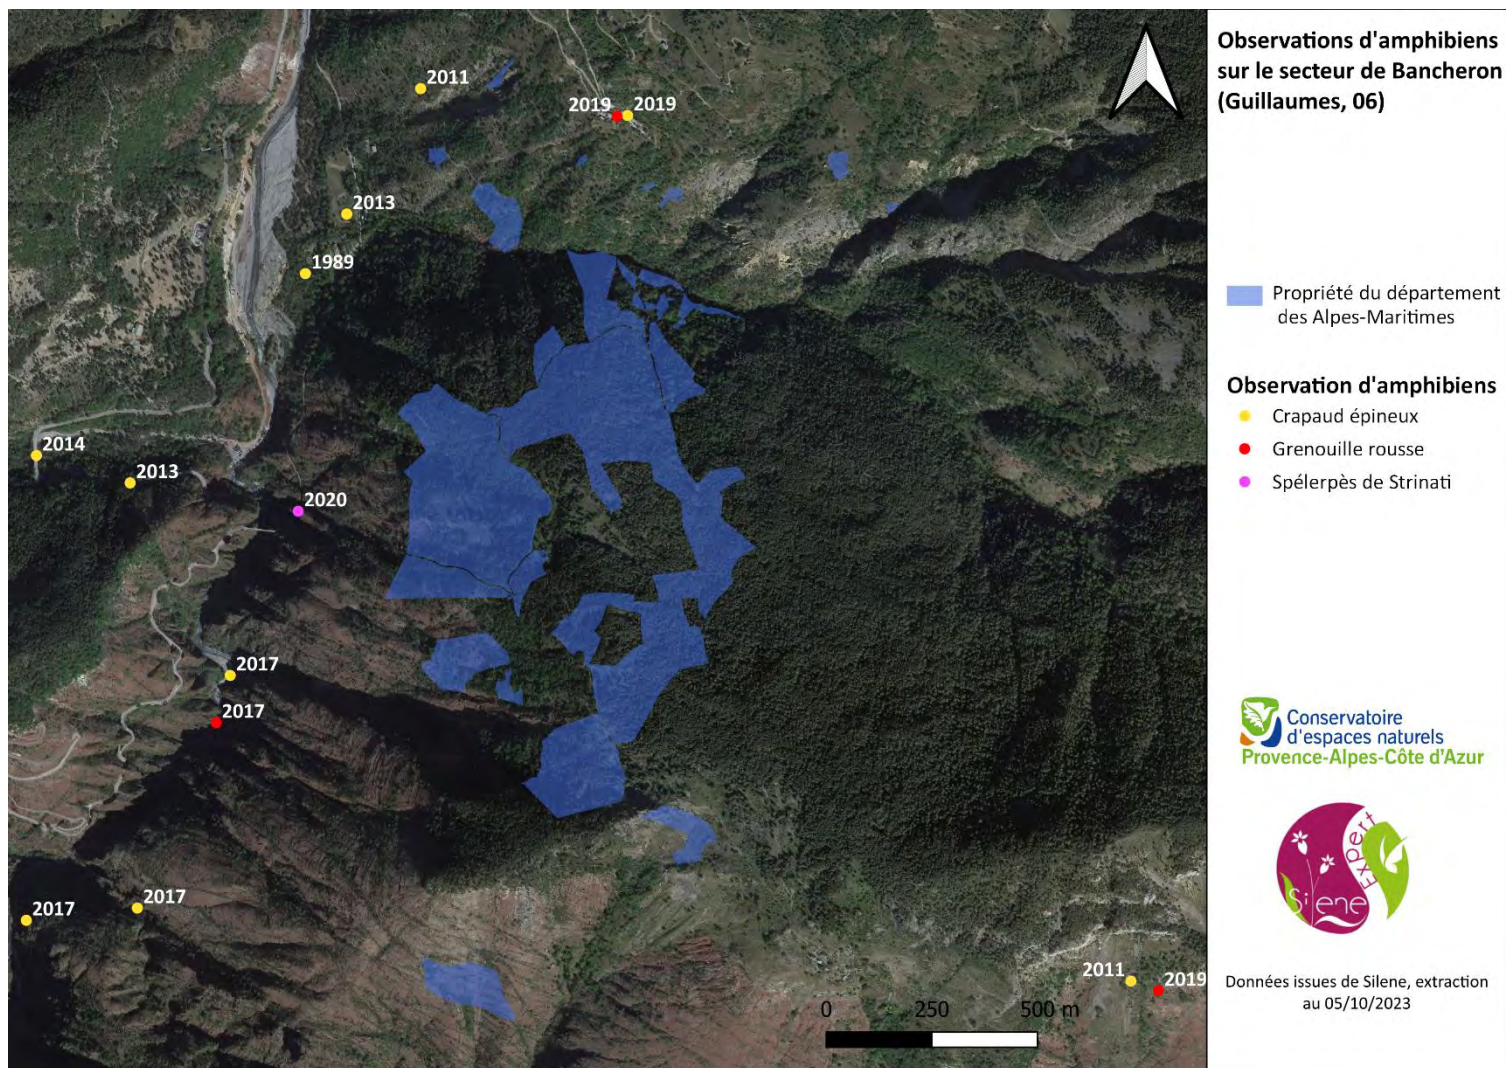 Observations d'amphibiens
sur le secteur de Bancheron
(Guillaumes, 06)
2011
2019
2019
2013
1989
2014
2013
2020
2017
2017
2017
2017
2011
2019
0 250 500 m
Propriété du département
des Alpes-Maritimes
Observation d'amphibiens
Crapaud épineux
Grenouille rousse
Spélerpès de Strinati
Conservatoire
d'espaces naturels
Provence-Alpes-Côte d'Azur
Silene
Expert
Données issues de Silene, extraction
au 05/10/2023